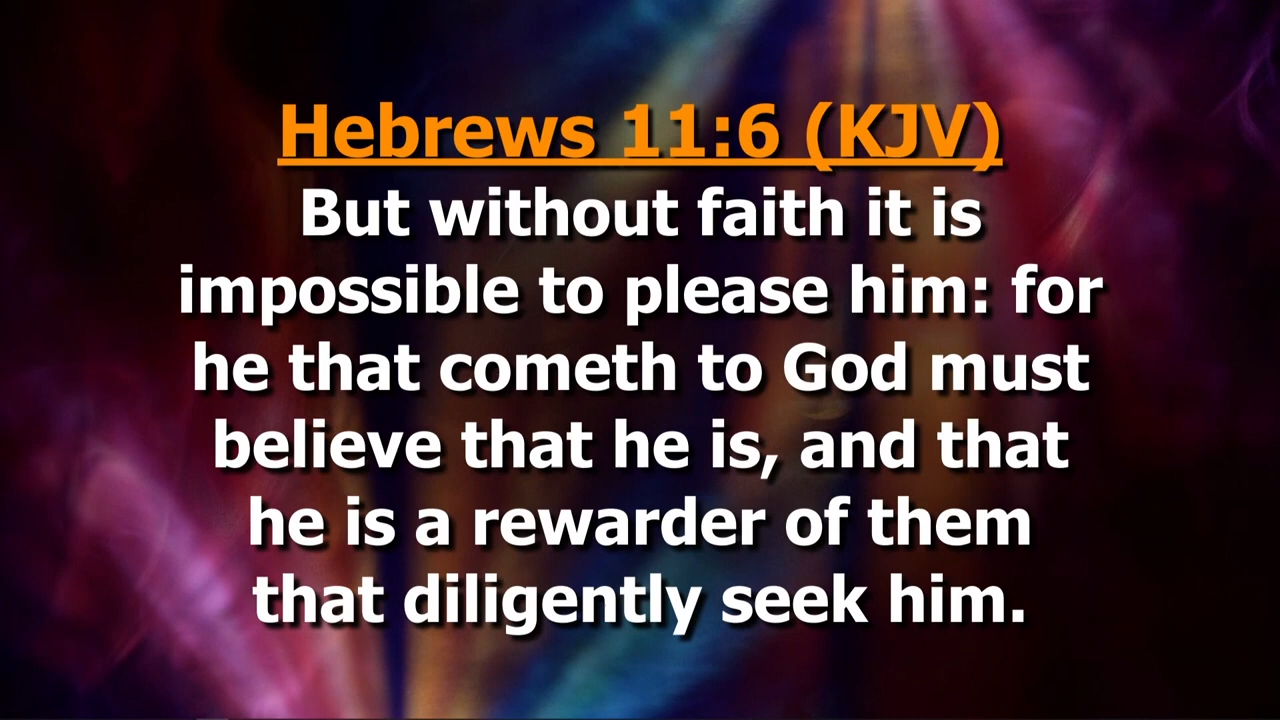 Hebrews 11:6 (KJV)
But without faith it is
impossible to please him: for
he that cometh to God must
believe that he is, and that
he is a rewarder of them
that diligently seek him.